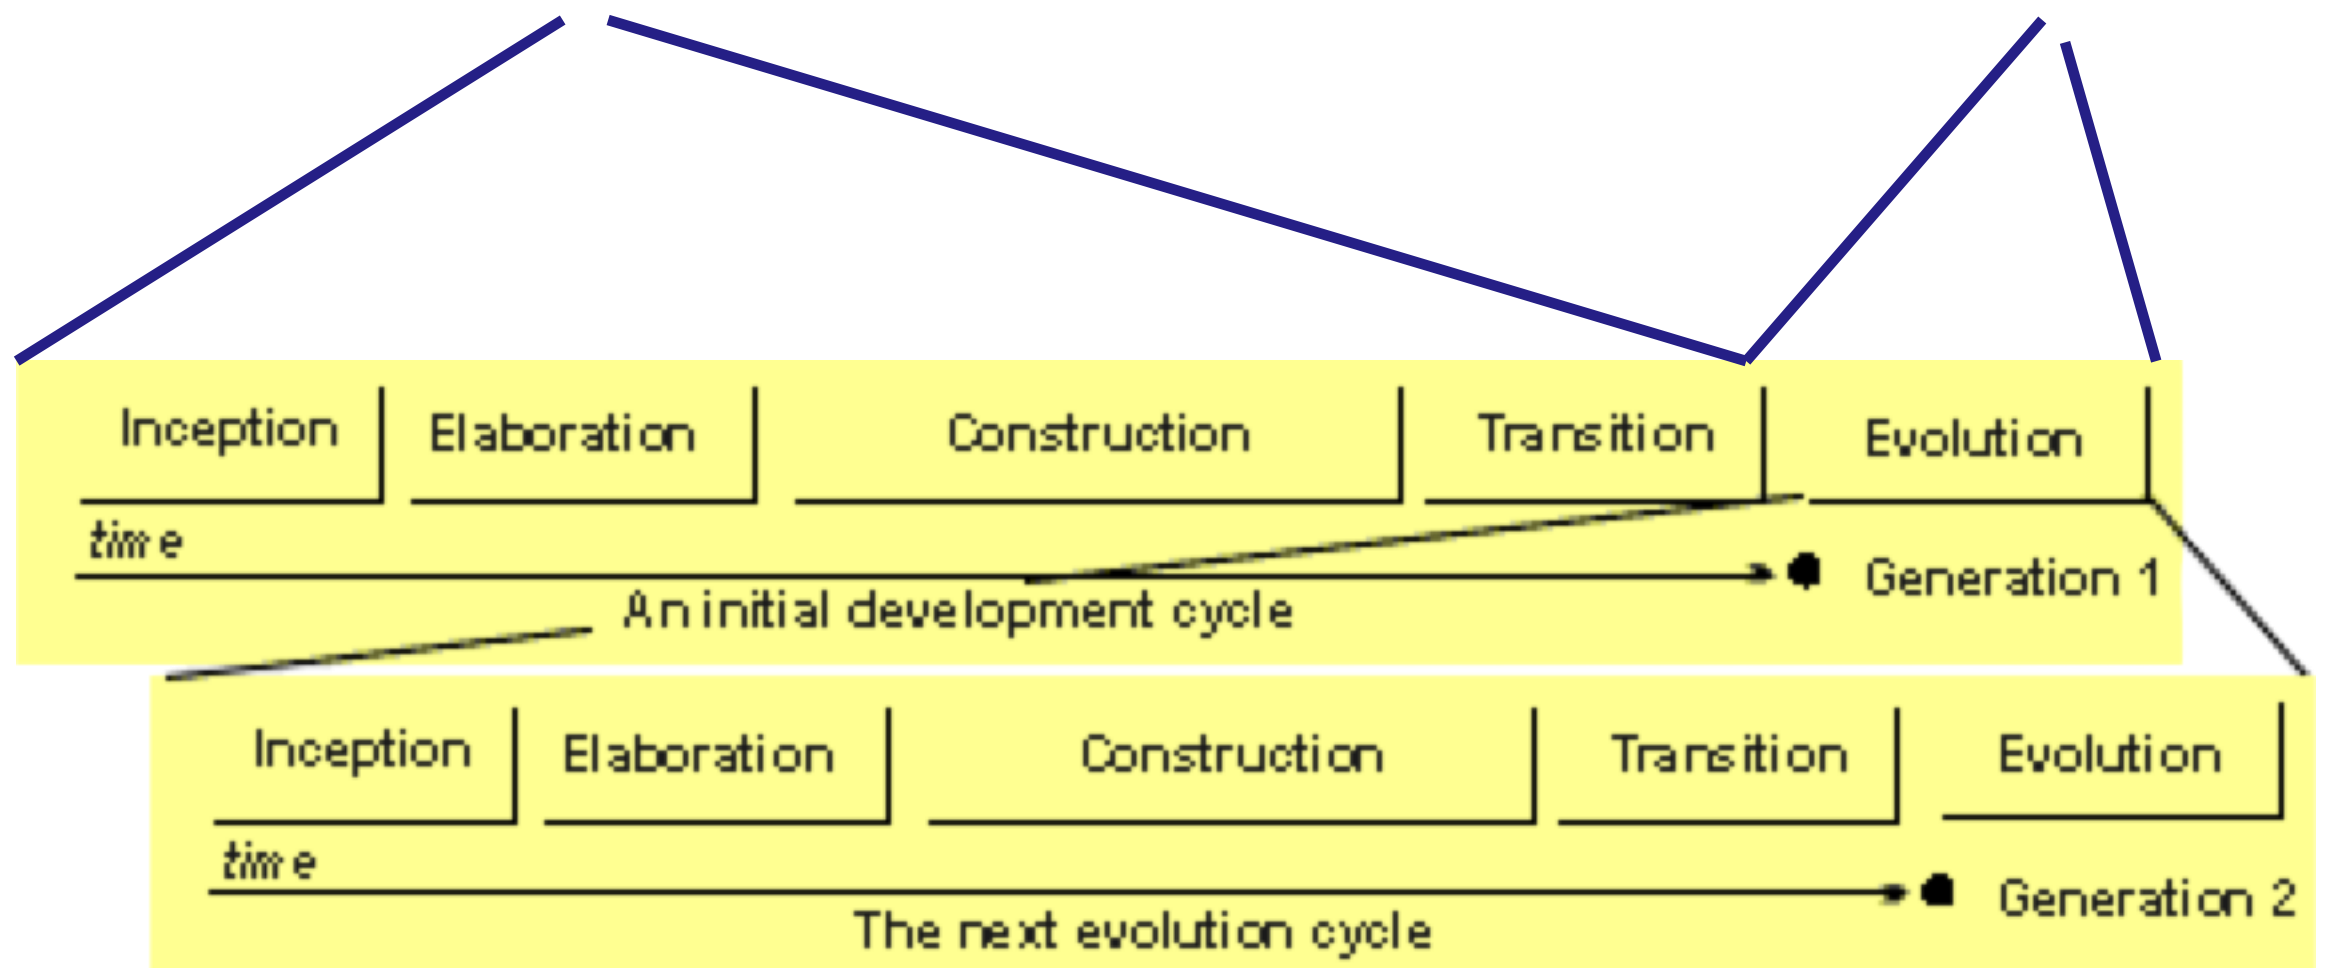 Inception Elaboration Construction Transition Evolution
time
Generation 1
An initial development cycle
Inception Elaboration Construction Transition Evolution
time
Generation 2
The next evolution cycle